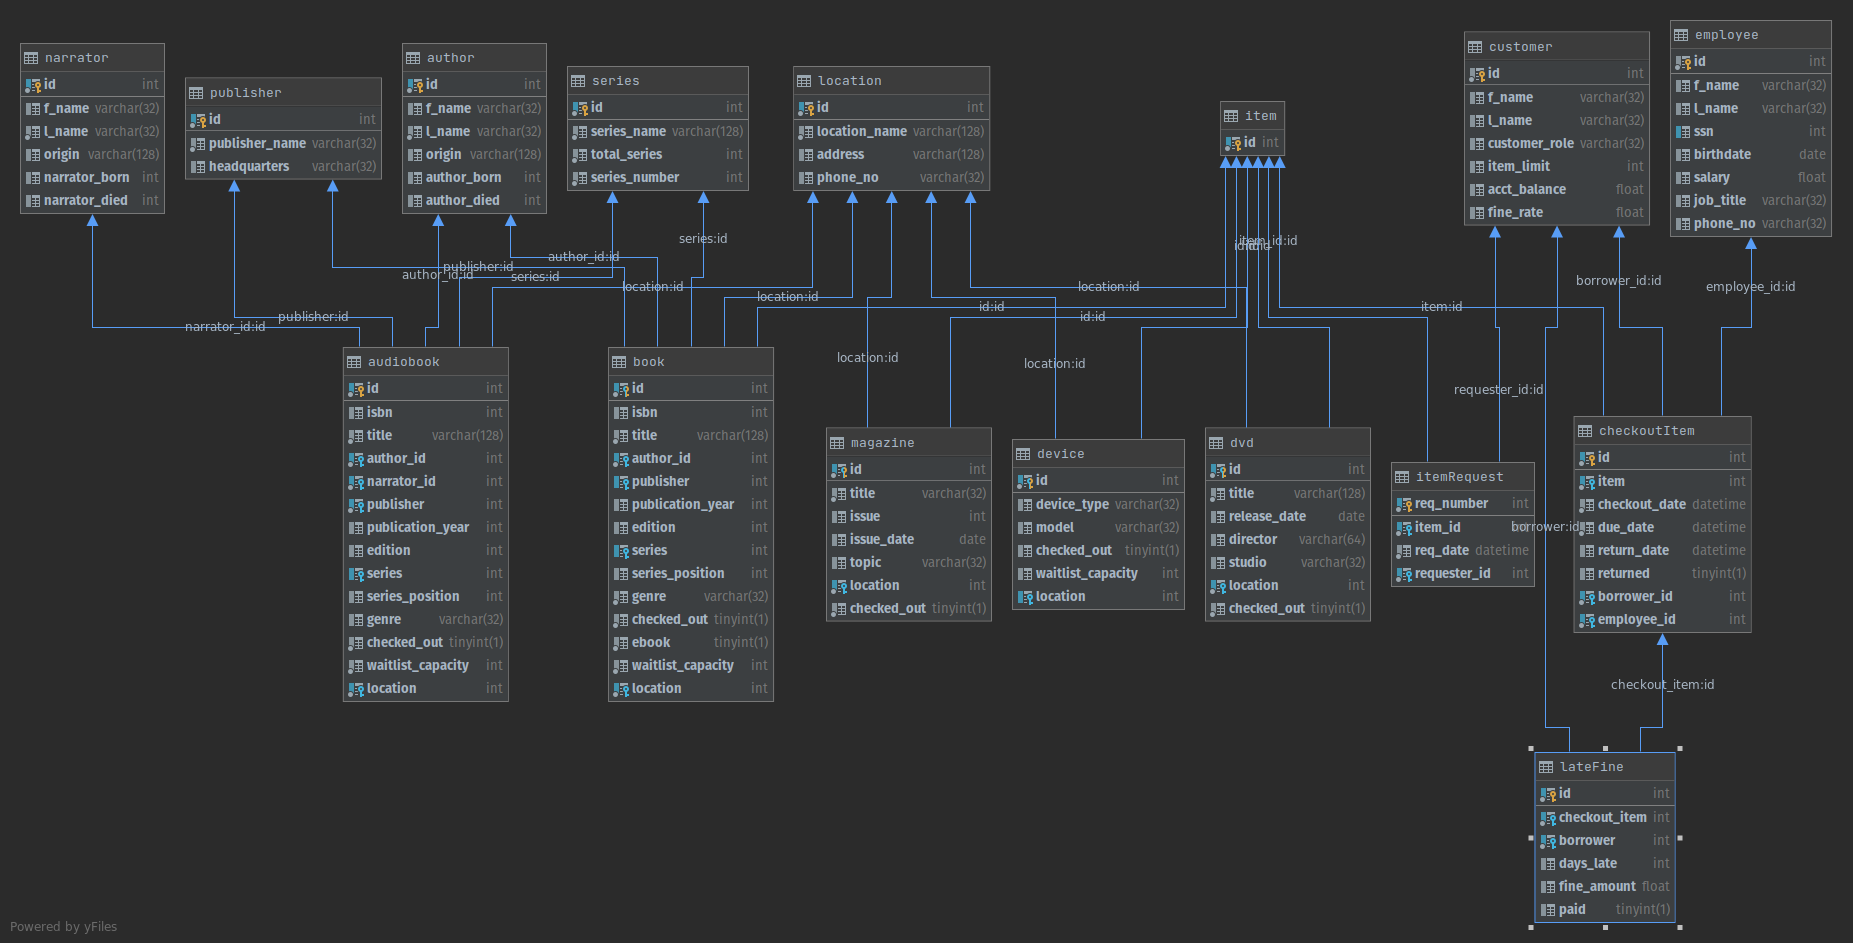 narrator
id int
f_name varchar(32)
l_name varchar(32)
origin varchar(128)
narrator_born int
narrator_died int
publisher
id int
publisher_name varchar(32)
headquarters varchar(32)
author
id int
f_name varchar(32)
l_name varchar(32)
origin varchar(128)
author_born int
author_died int
series
id int
series_name varchar(128)
total_series int
series_number int
location
id int
location_name varchar(128)
address varchar(128)
phone_no varchar(32)
item
id int
customer
id int
f_name varchar(32)
l_name varchar(32)
customer_role varchar(32)
item_limit int
acct_balance float
fine_rate float
employee
id int
f_name varchar(32)
l_name varchar(32)
ssn int
birthdate date
salary float
job_title varchar(32)
phone_no varchar(32)
series:id
item_id:id
author_id:id
publisher:id
author_id:id
series:id
location:id
location:id
location:id
borrower_id:id
employee_id:id
id:id
id:id
item:id
narrator_id:id
publisher:id
location:id
location:id
requester_id:id
audiobook
id int
isbn int
title varchar(128)
author_id int
narrator_id int
publisher int
publication_year int
edition int
series int
series_position int
genre varchar(32)
checked_out tinyint(1)
waitlist_capacity int
location int
book
id int
isbn int
title varchar(128)
author_id int
publisher int
publication_year int
edition int
series int
series_position int
genre varchar(32)
checked_out tinyint(1)
ebook tinyint(1)
waitlist_capacity int
location int
magazine
id int
title varchar(32)
issue int
issue_date date
topic varchar(32)
location int
checked_out tinyint(1)
device
id int
device_type varchar(32)
model varchar(32)
checked_out tinyint(1)
waitlist_capacity int
location int
dvd
id int
title varchar(128)
release_date date
director varchar(64)
studio varchar(32)
location int
checked_out tinyint(1)
itemRequest
req_number int
item_id
req_date datetime
requester_id int
borrower:id
checkoutItem
id int
item int
checkout_date datetime
due_date datetime
return_date datetime
returned tinyint(1)
borrower_id int
employee_id int
checkout_item:id
lateFine
id int
checkout_item int
borrower int
days_late int
fine_amount float
paid tinyint(1)
Powered by yFiles